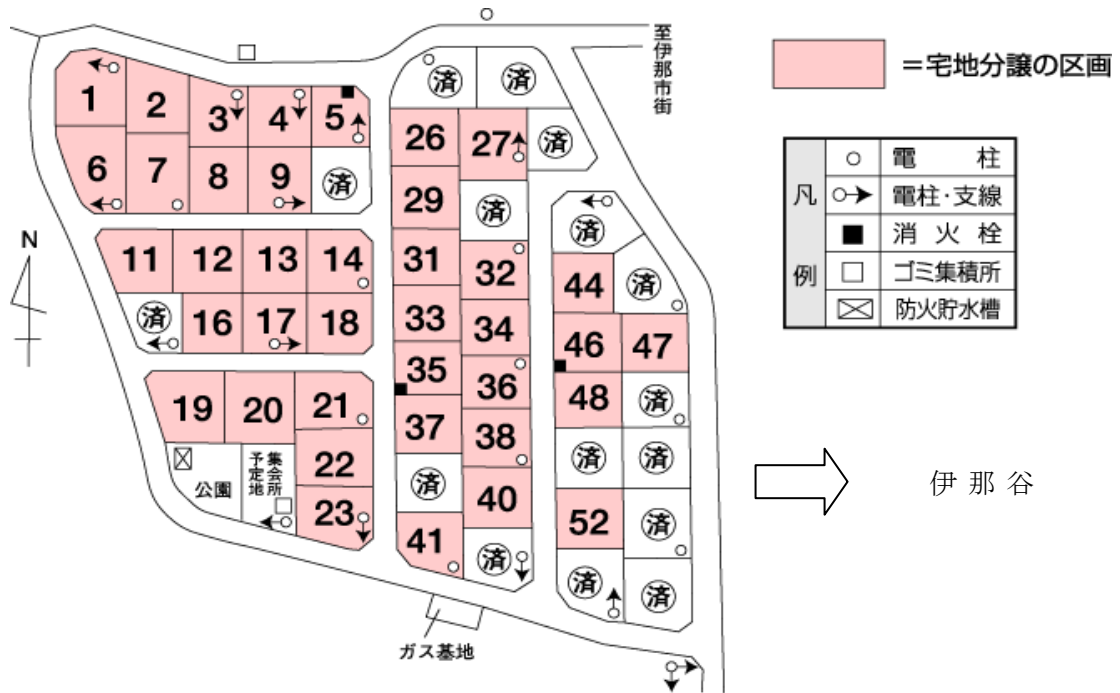 至伊那市街
=宅地分譲の区画
凡例
電柱
電柱・支線
消火栓
ゴミ集積所
防火貯水槽
N
済 済
1 2 3 4 5 26 27 済
6 7 8 9 済 29 済
済
11 12 13 14 31 32 44 済
済 16 17 18 33 34 46 47
35 36 48 済
19 20 21 37 38 済 済
公園
集会所
予定地
22 済 40
23 41 済 52 済
済 済
ガス基地
伊那谷